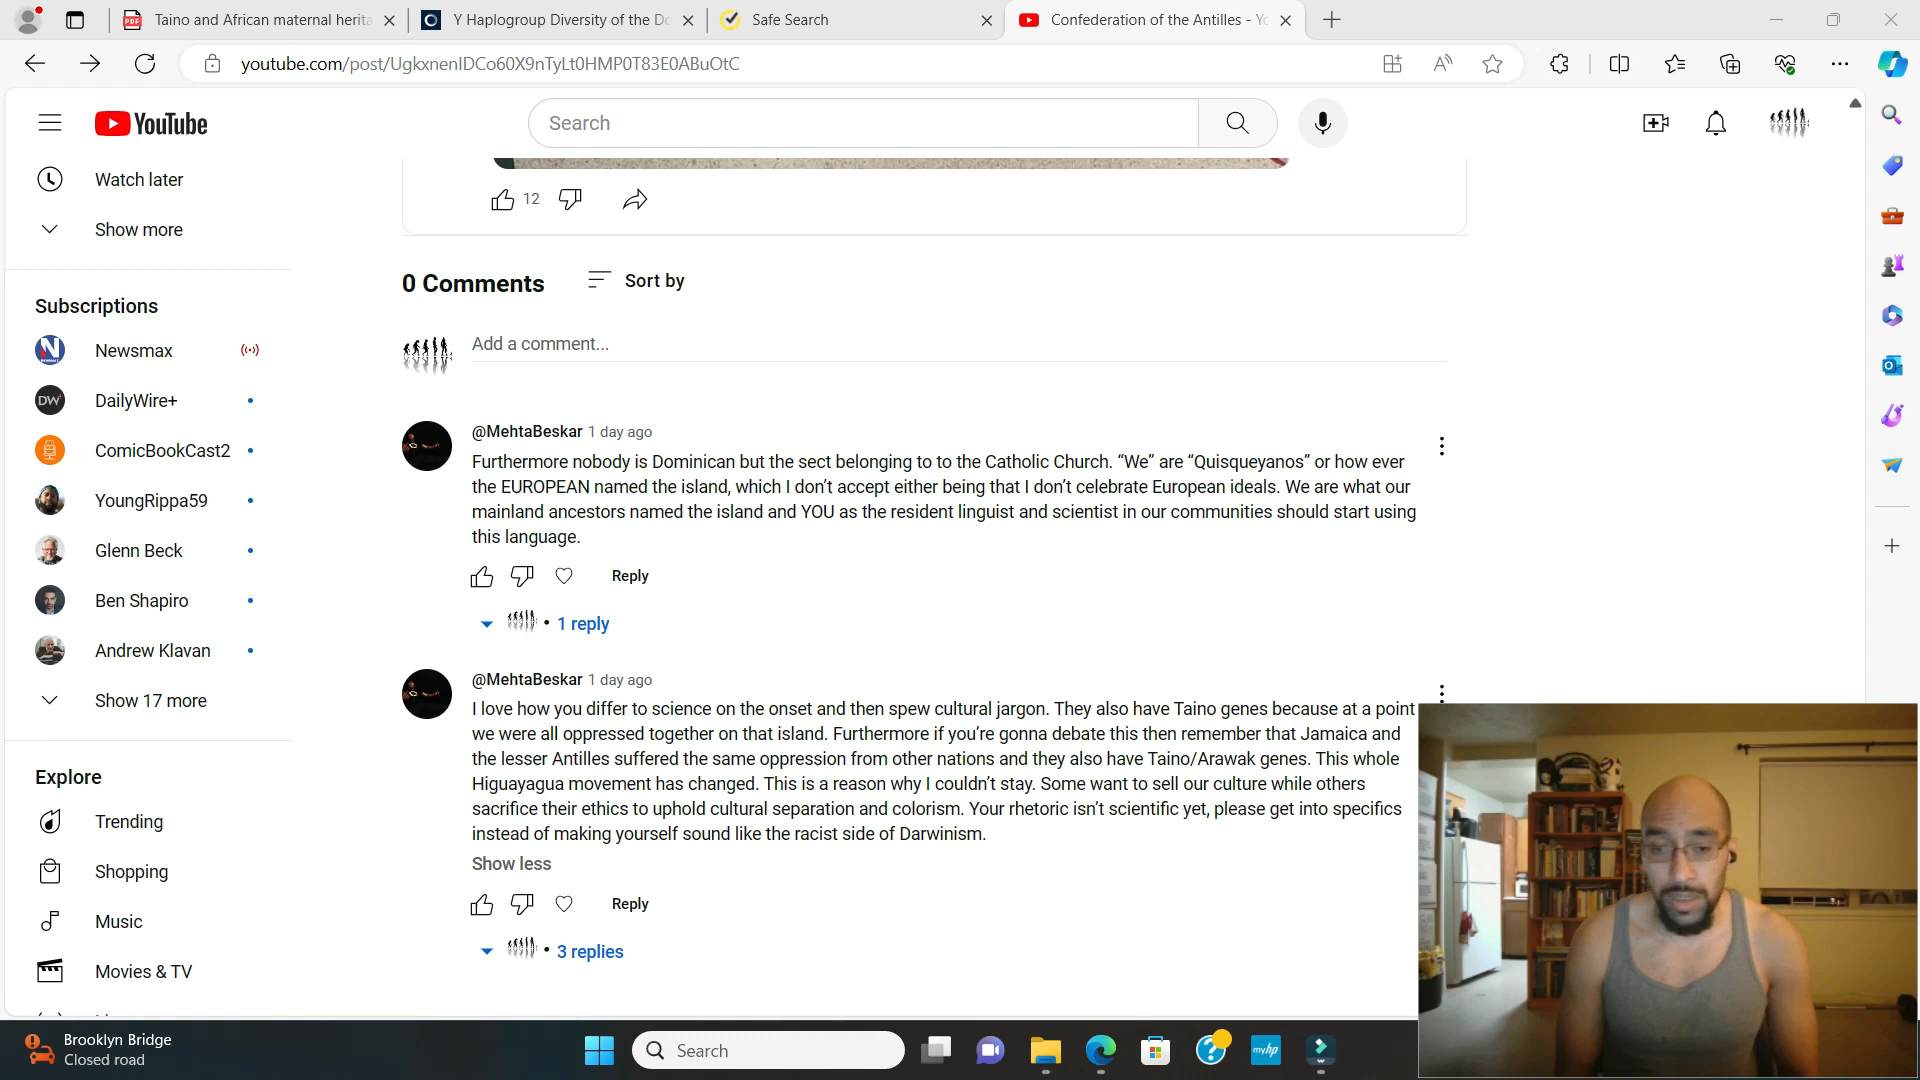 Taino and African maternal herita
Y Haplogroup Diversity of the Do
Safe Search
Confederation of the Antilles - Yo
youtube.com/post/UgkxnenIDCo60X9nTyLt0HMP0T83E0ABuOtC
YouTube
Search
Watch later
Show more
12
0 Comments
Sort by
Subscriptions
Newsmax
DailyWire+
ComicBookCast2
YoungRippa59
Glenn Beck
Ben Shapiro
Andrew Klavan
Show 17 more
Explore
Trending
Shopping
Music
Movies & TV
Add a comment...
@MehtaBeskar 1 day ago
Furthermore nobody is Dominican but the sect belonging to to the Catholic Church. “We” are “Quisqueyanos” or how ever
the EUROPEAN named the island, which I don’t accept either being that I don’t celebrate European ideals. We are what our
mainland ancestors named the island and YOU as the resident linguist and scientist in our communities should start using
this language.
Reply
1 reply
@MehtaBeskar 1 day ago
I love how you differ to science on the onset and then spew cultural jargon. They also have Taino genes because at a point
we were all oppressed together on that island. Furthermore if you’re gonna debate this then remember that Jamaica and
the lesser Antilles suffered the same oppression from other nations and they also have Taino/Arawak genes. This whole
Higuayagua movement has changed. This is a reason why I couldn’t stay. Some want to sell our culture while others
sacrifice their ethics to uphold cultural separation and colorism. Your rhetoric isn’t scientific yet, please get into specifics
instead of making yourself sound like the racist side of Darwinism.
Show less
Reply
3 replies
Brooklyn Bridge
Closed road
Search
myhp